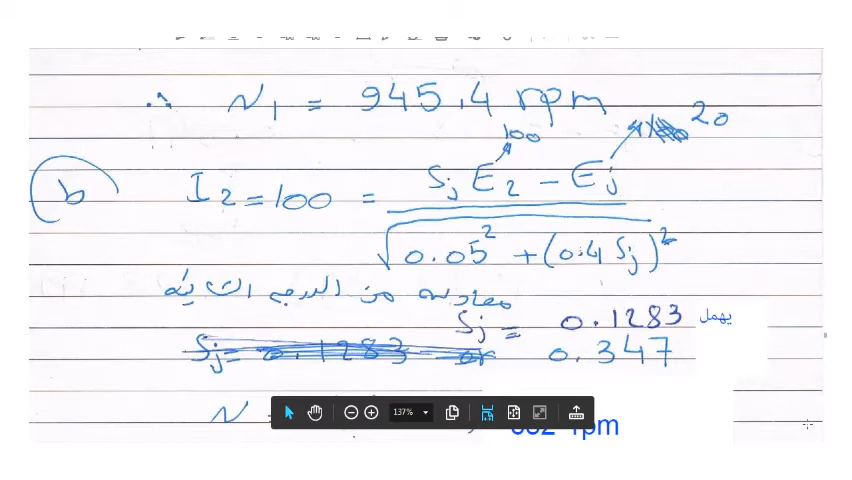 ∴ N₁ = 945.4 rpm
100 20
b I₂ = 100 = Sj E₂ − Ej
√ 0.05² + (0.4 Sj)²
معادلة من الدرجة الثانية
Sj = 0.1283 يهمل
Sj = 0.1283 or 0.347
N
137%
rpm